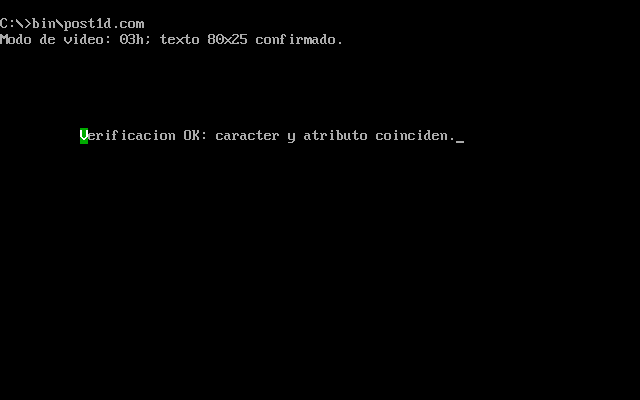 C:\>bin\post1d.com
Modo de video: 03h; texto 80x25 confirmado.
Verificacion OK: caracter y atributo coinciden._